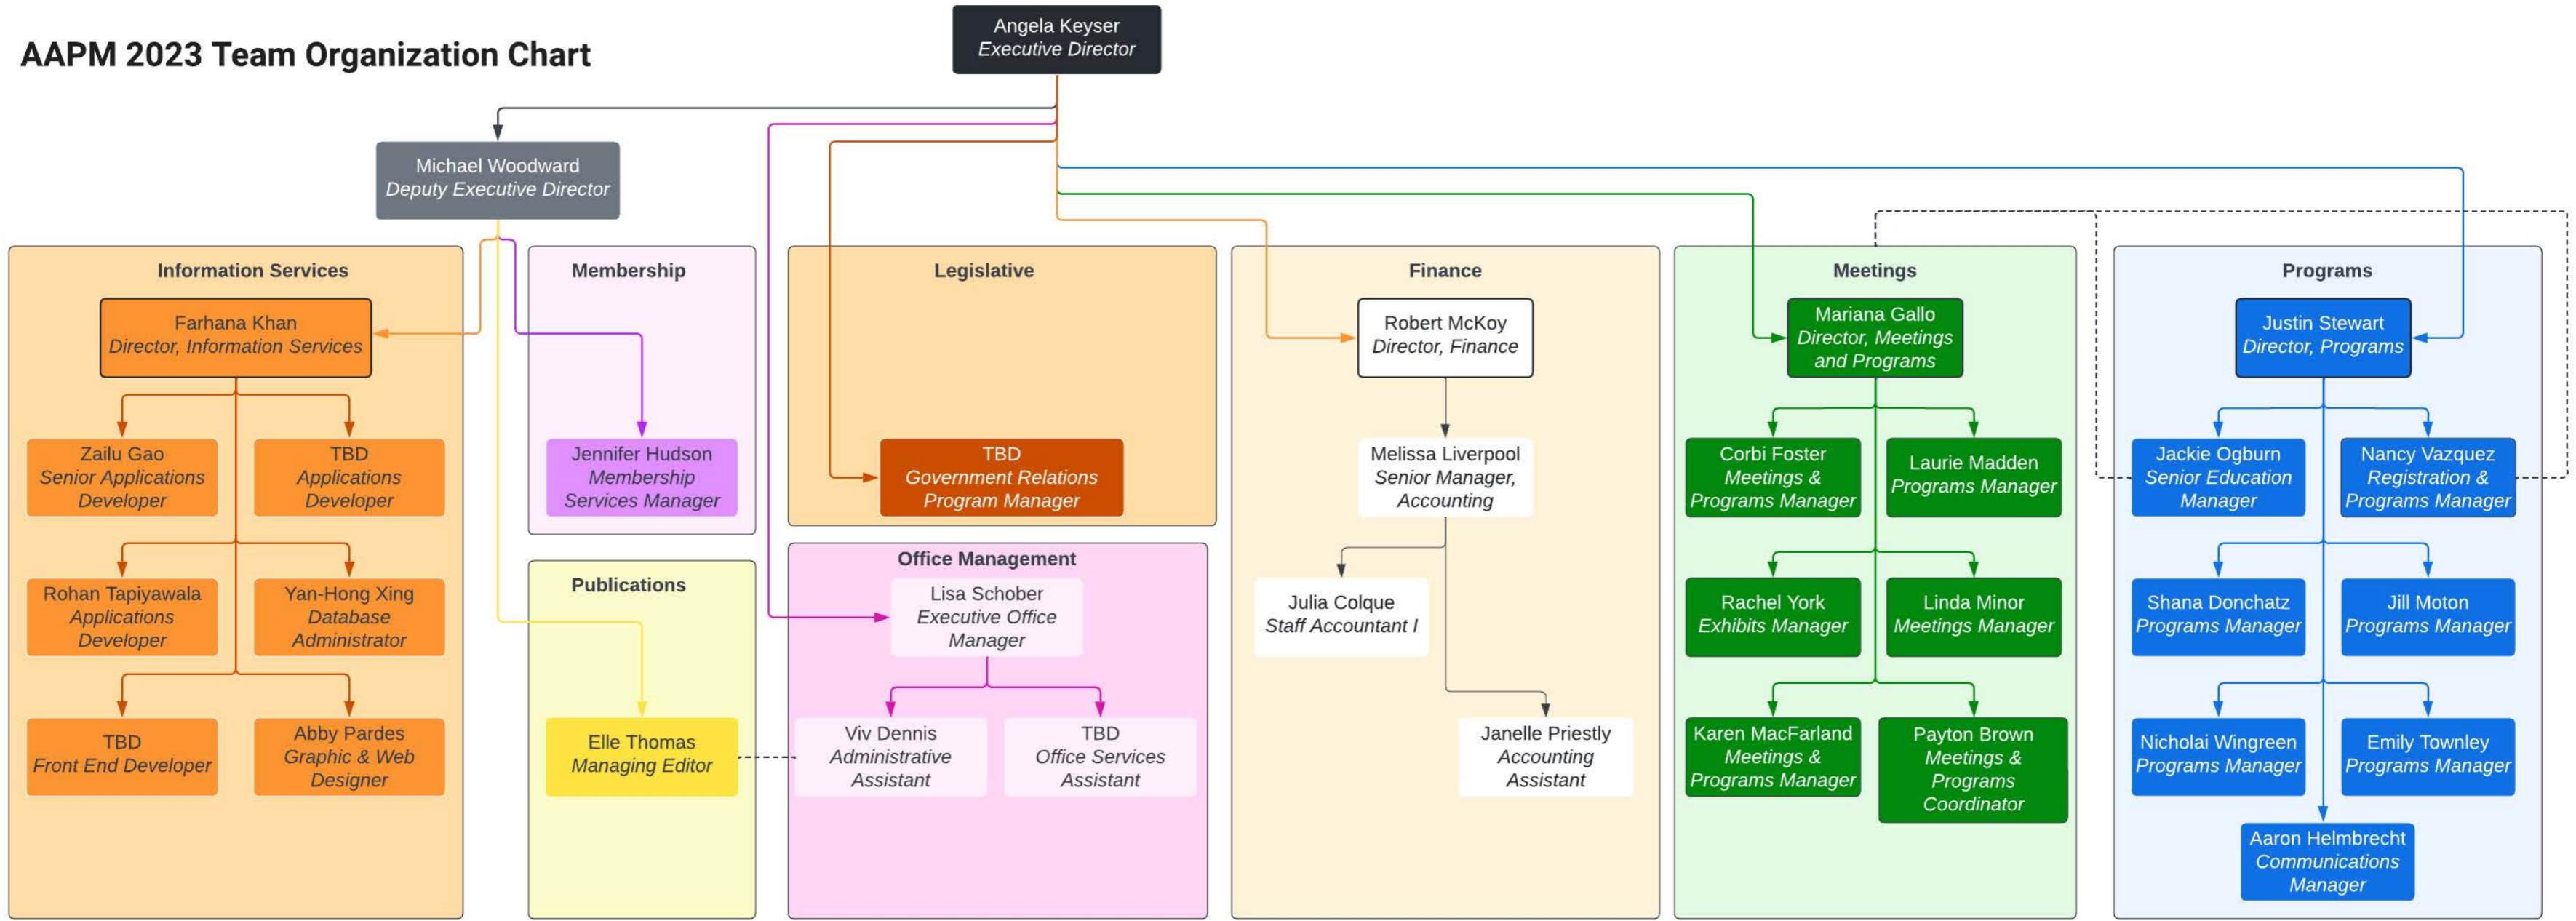 Angela Keyser
Executive Director
AAPM 2023 Team Organization Chart
Michael Woodward
Deputy Executive Director
Information Services
Farhana Khan
Director, Information Services
Zailu Gao
Senior Applications
Developer
TBD
Applications
Developer
Rohan Tapiyawala
Applications
Developer
Yan-Hong Xing
Database
Administrator
TBD
Front End Developer
Abby Pardes
Graphic & Web
Designer
Membership
Jennifer Hudson
Membership
Services Manager
Publications
Elle Thomas
Managing Editor
Legislative
TBD
Government Relations
Program Manager
Office Management
Lisa Schober
Executive Office
Manager
Viv Dennis
Administrative
Assistant
TBD
Office Services
Assistant
Finance
Robert McKoy
Director, Finance
Melissa Liverpool
Senior Manager,
Accounting
Julia Colque
Staff Accountant I
Janelle Priestly
Accounting
Assistant
Meetings
Mariana Gallo
Director, Meetings
and Programs
Corbi Foster
Meetings &
Programs Manager
Laurie Madden
Programs Manager
Rachel York
Exhibits Manager
Linda Minor
Meetings Manager
Karen MacFarland
Meetings &
Programs Manager
Payton Brown
Meetings &
Programs
Coordinator
Programs
Justin Stewart
Director, Programs
Jackie Ogburn
Senior Education
Manager
Nancy Vazquez
Registration &
Programs Manager
Shana Donchatz
Programs Manager
Jill Moton
Programs Manager
Nicholai Wingreen
Programs Manager
Emily Townley
Programs Manager
Aaron Helmbrecht
Communications
Manager